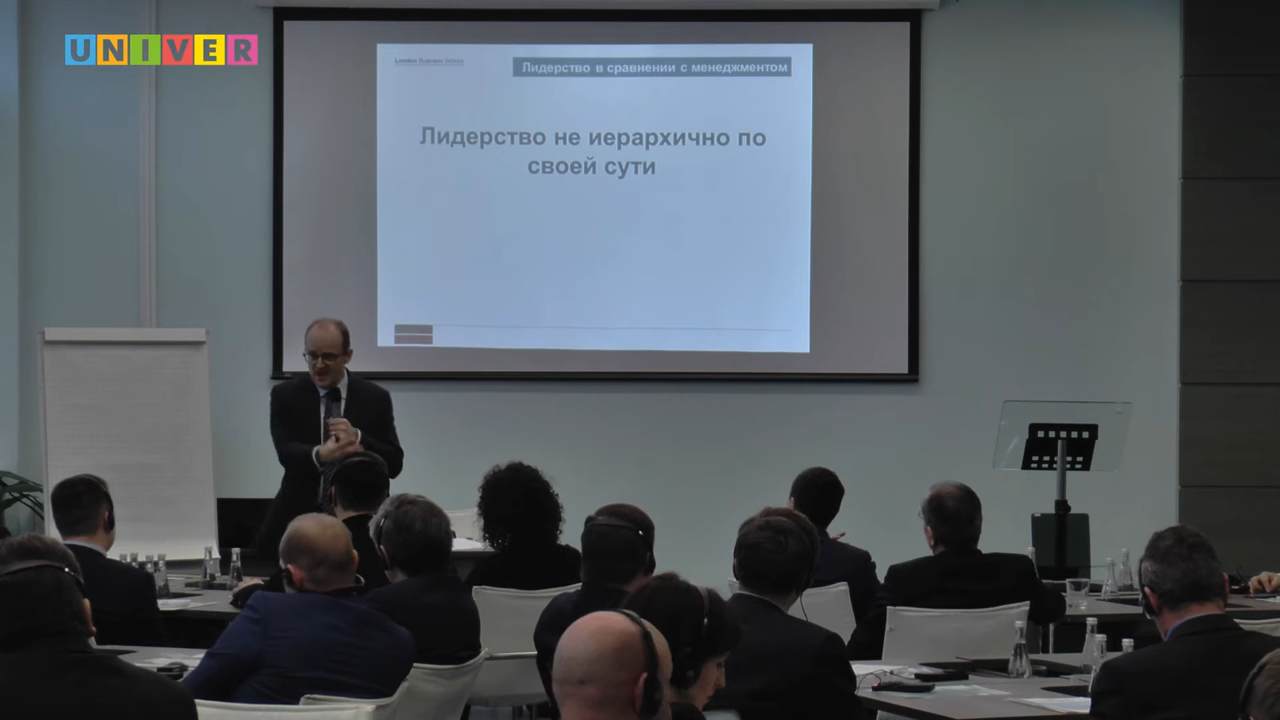 UNIVER
London Business School
Лидерство в сравнении с менеджментом
Лидерство не иерархично по
своей сути